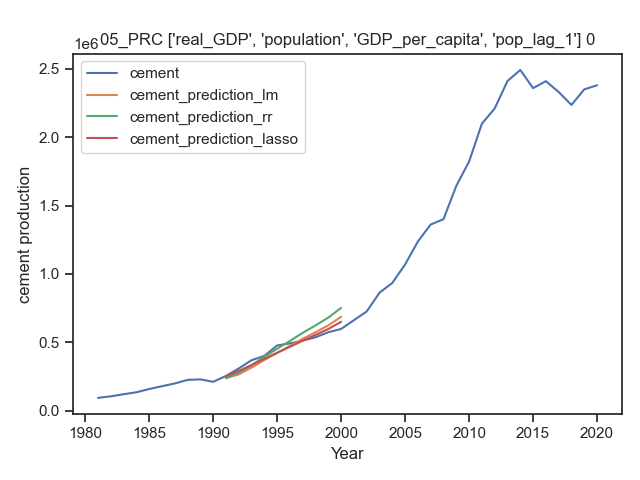 1e6
05_PRC ['real_GDP', 'population', 'GDP_per_capita', 'pop_lag_1'] 0
cement
cement_prediction_lm
cement_prediction_rr
cement_prediction_lasso
2.5
2.0
1.5
1.0
0.5
0.0
cement production
1980 1985 1990 1995 2000 2005 2010 2015 2020
Year